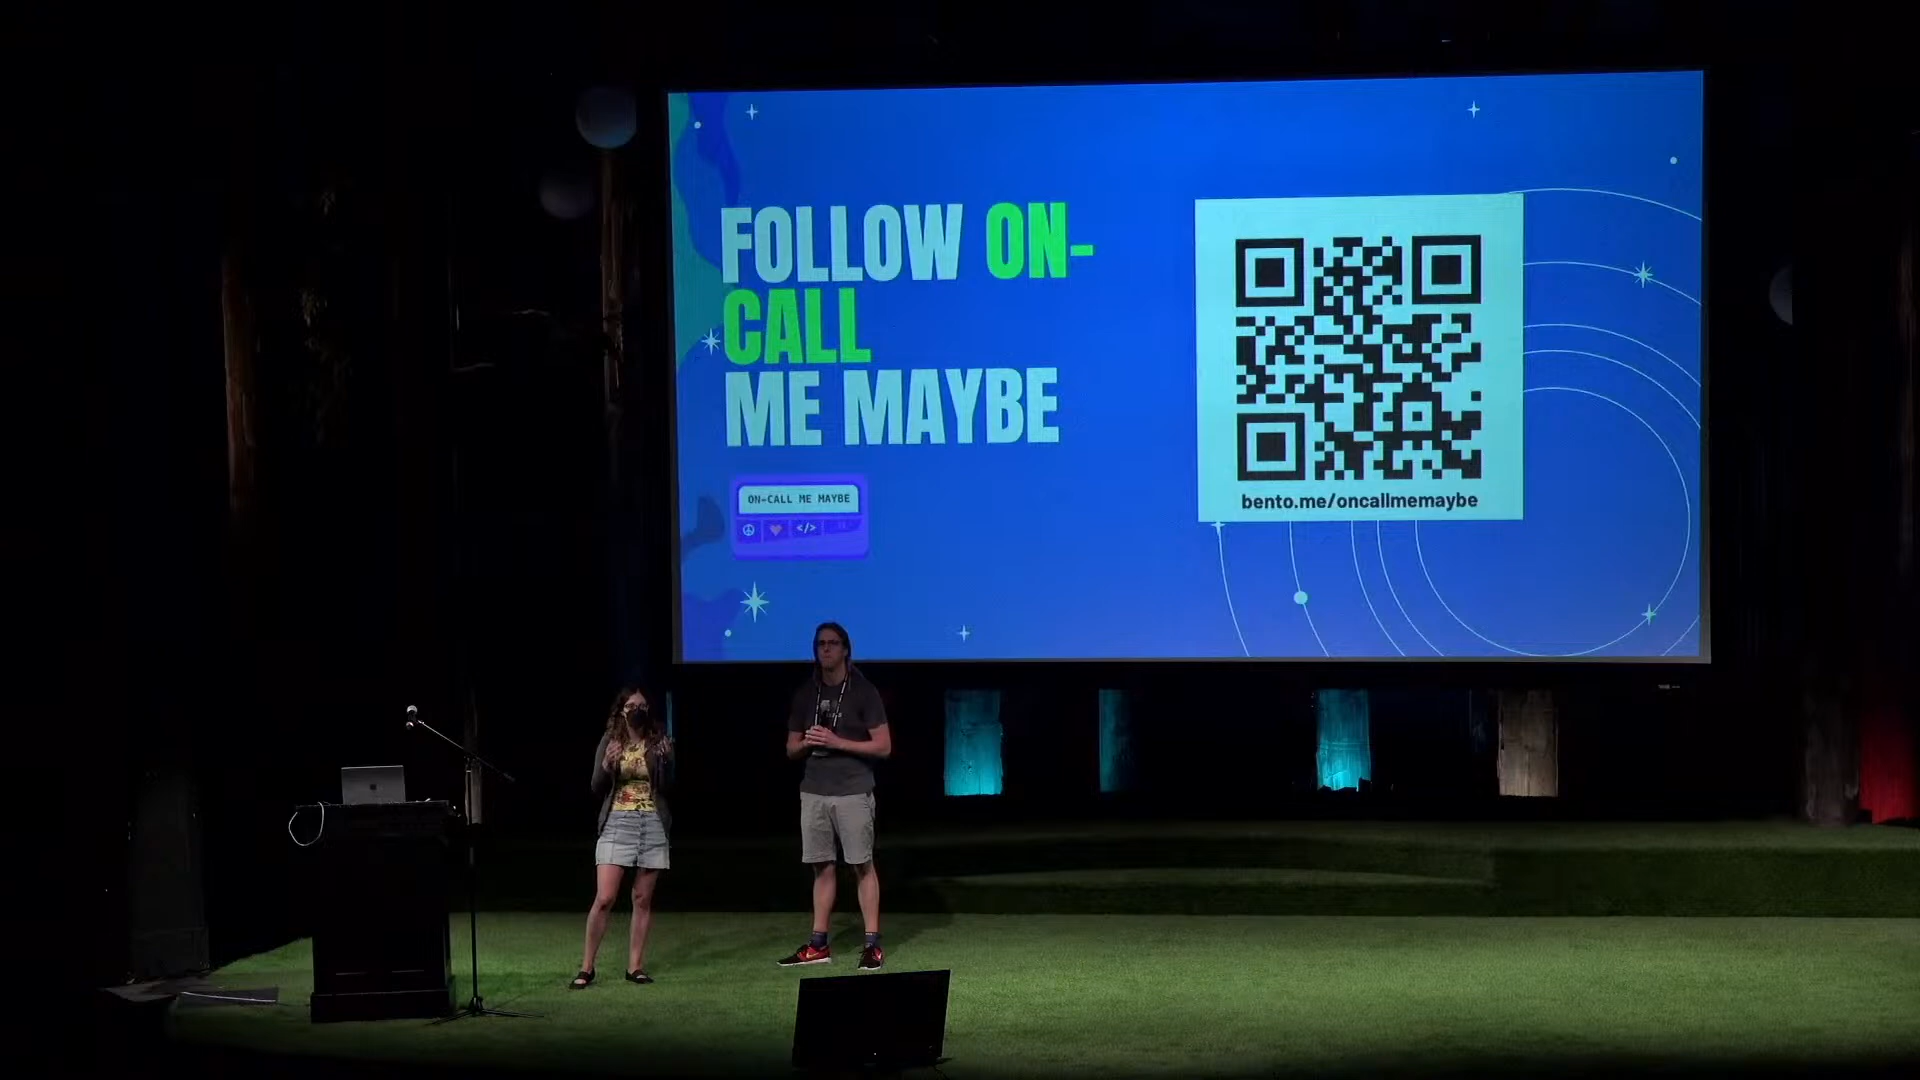 FOLLOW ON-
CALL
ME MAYBE
ON-CALL ME MAYBE
</>
bento.me/oncallmemaybe